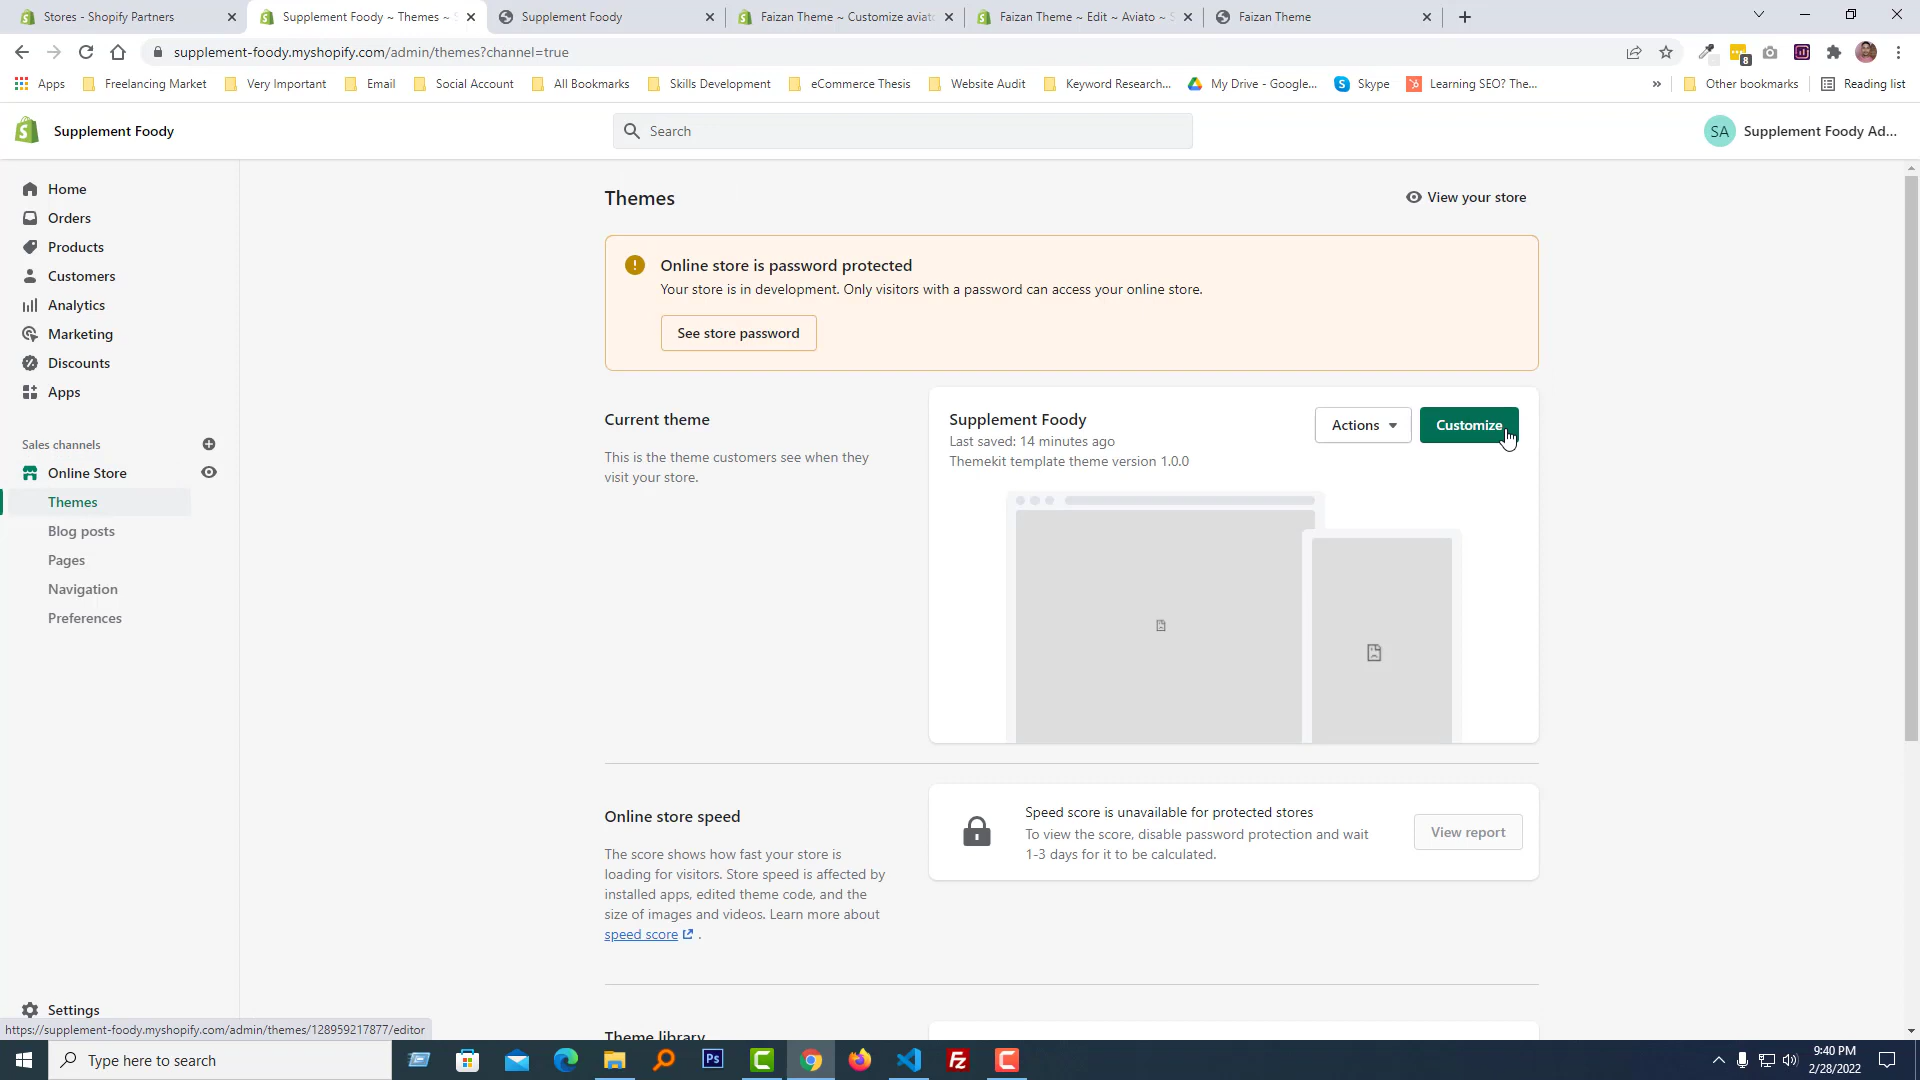 Stores - Shopify Partners
Supplement Foody ~ Themes ~ S
Supplement Foody
Faizan Theme ~ Customize aviato
Faizan Theme ~ Edit ~ Aviato ~ S
Faizan Theme
supplement-foody.myshopify.com/admin/themes?channel=true
8
Apps
Freelancing Market
Very Important
Email
Social Account
All Bookmarks
Skills Development
eCommerce Thesis
Website Audit
Keyword Research...
My Drive - Google...
Skype
Learning SEO? The...
»
Other bookmarks
Reading list
Supplement Foody
Search
SA
Supplement Foody Ad...
Home
Orders
Products
Customers
Analytics
Marketing
Discounts
Apps
Sales channels
Online Store
Themes
Blog posts
Pages
Navigation
Preferences
Settings
Themes
View your store
Online store is password protected
Your store is in development. Only visitors with a password can access your online store.
See store password
Current theme
This is the theme customers see when they
visit your store.
Supplement Foody
Last saved: 14 minutes ago
Themekit template theme version 1.0.0
Actions
Customize
Online store speed
The score shows how fast your store is
loading for visitors. Store speed is affected by
installed apps, edited theme code, and the
size of images and videos. Learn more about
speed score .
Speed score is unavailable for protected stores
To view the score, disable password protection and wait
1-3 days for it to be calculated.
View report
Theme library
https://supplement-foody.myshopify.com/admin/themes/128959217877/editor
Type here to search
Ps
9:40 PM
2/28/2022